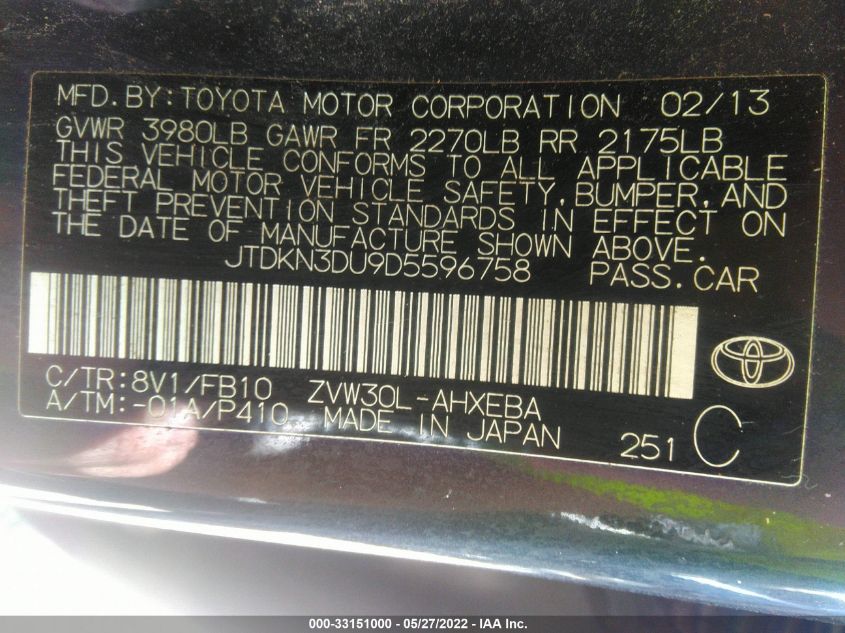 MFD.BY:TOYOTA MOTOR CORPORATION 02/13
GVWR 3980LB GAWR FR 2270LB RR 2175LB
THIS VEHICLE CONFORMS TO ALL APPLICABLE
FEDERAL MOTOR VEHICLE SAFETY,BUMPER,AND
THEFT PREVENTION STANDARDS IN EFFECT ON
THE DATE OF MANUFACTURE SHOWN ABOVE.
JTDKN3DU9D5596758 PASS.CAR
C/TR:8V1/FB10 ZVW30L-AHXEBA
A/TM:-01A/P410 MADE IN JAPAN 251 C
000-33151000 - 05/27/2022 - IAA Inc.